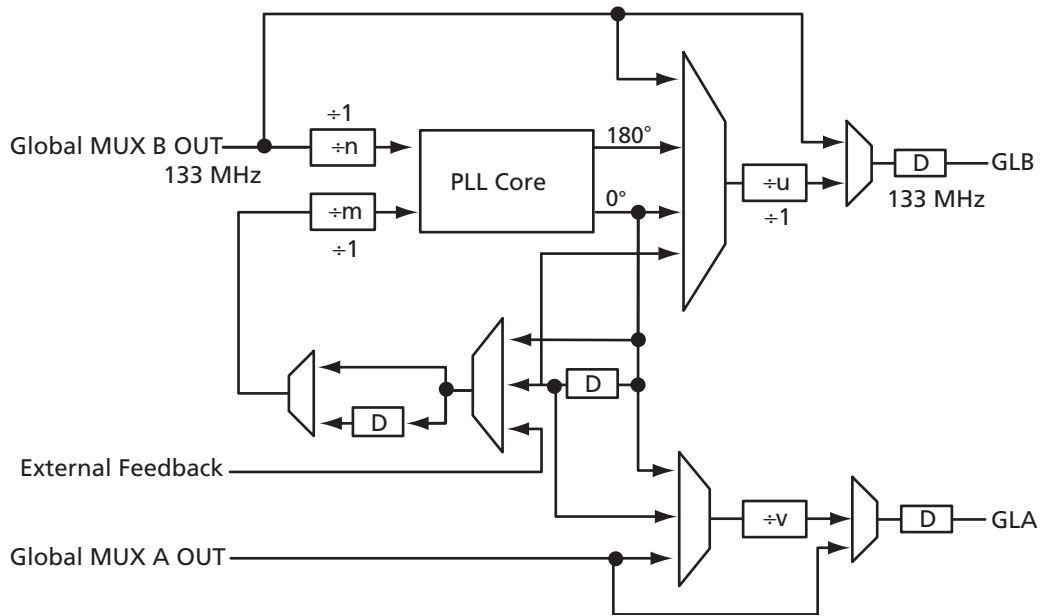 ÷1
Global MUX B OUT
÷n
133 MHz
÷m
÷1
PLL Core
180°
0°
÷u
÷1
D
GLB
133 MHz
D
D
External Feedback
÷v
D
GLA
Global MUX A OUT